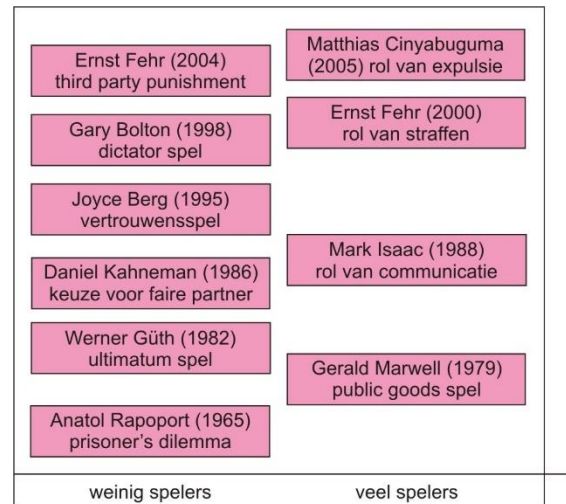 Ernst Fehr (2004)
third party punishment
Gary Bolton (1998)
dictator spel
Joyce Berg (1995)
vertrouwensspel
Daniel Kahneman (1986)
keuze voor faire partner
Werner Güth (1982)
ultimatum spel
Anatol Rapoport (1965)
prisoner's dilemma
weinig spelers
Matthias Cinyabuguma
(2005) rol van expulsie
Ernst Fehr (2000)
rol van straffen
Mark Isaac (1988)
rol van communicatie
Gerald Marwell (1979)
public goods spel
veel spelers